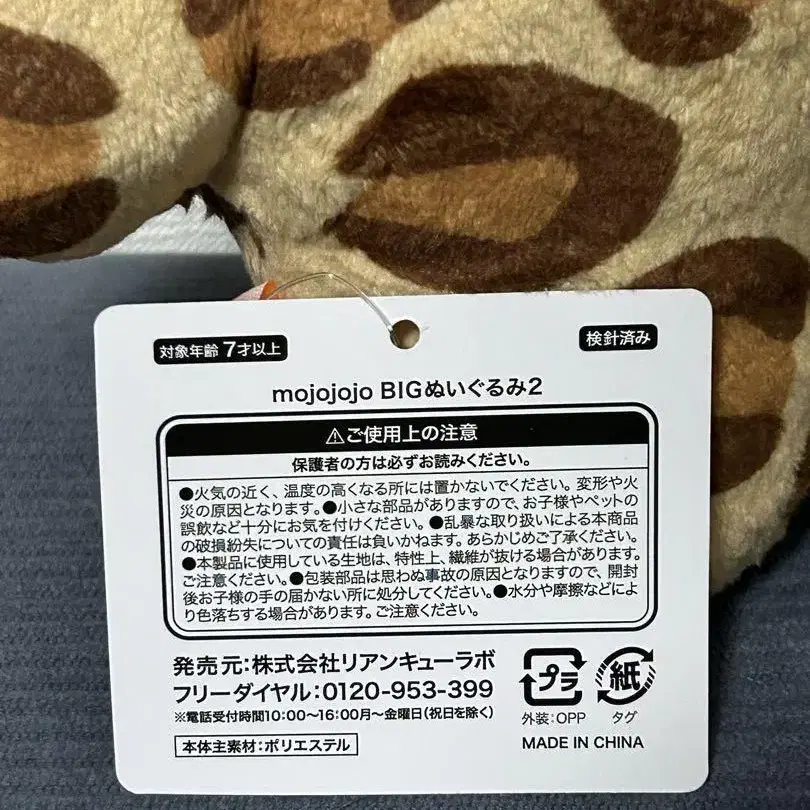 対象年齢 7才以上
検針済み
mojojojo BIGぬいぐるみ2
⚠ご使用上の注意
保護者の方は必ずお読みください。
●火気の近く、温度の高くなる所には置かないでください。変形や火
災の原因となります。●小さな部品がありますので、お子様やペットの
誤飲など十分にお気を付けください。●乱暴な取り扱いによる本商品
の破損紛失についての責任は負いかねます。あらかじめご了承ください。
●本製品に使用している生地は、特性上、繊維が抜ける場合があります。
ご注意ください。●包装部品は思わぬ事故の原因となりますので、開封
後お子様の手の届かない所に処分してください。●水分や摩擦などによ
り色落ちする場合があります。ご注意ください。
発売元:株式会社リアンキューラボ
フリーダイヤル:0120-953-399
※電話受付時間10:00〜16:00月〜金曜日(祝日を除く)
本体主素材:ポリエステル
プラ
紙
外装:OPP
タグ
MADE IN CHINA